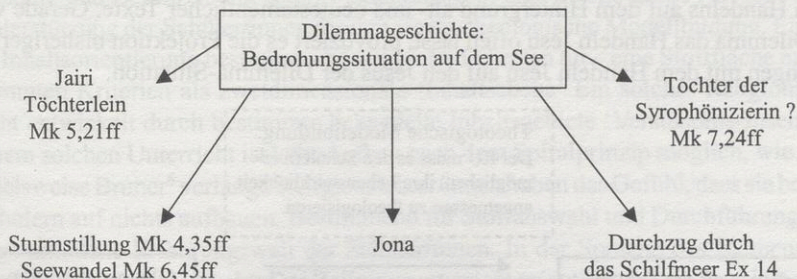 Dilemmageschichte:
Bedrohungssituation auf dem See
Jairi
Töchterlein
Mk 5,21ff
Tochter der
Syrophönizierin ?
Mk 7,24ff
Sturmstillung Mk 4,35ff
Seewandel Mk 6,45ff
Jona
Durchzug durch
das Schilfmeer Ex 14